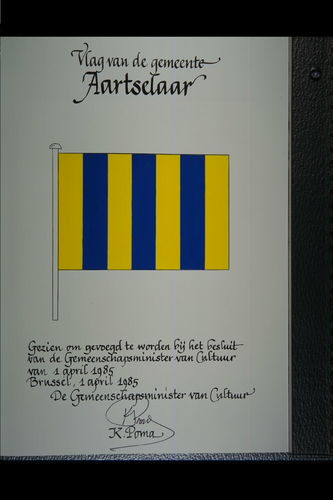 Vlag van de gemeente
Aartselaar
Gezien om gevoegd te worden bij het besluit
van de Gemeenschapsminister van Cultuur
van 1 april 1985
Brussel, 1 april 1985
De Gemeenschapsminister van Cultuur
K. Poma